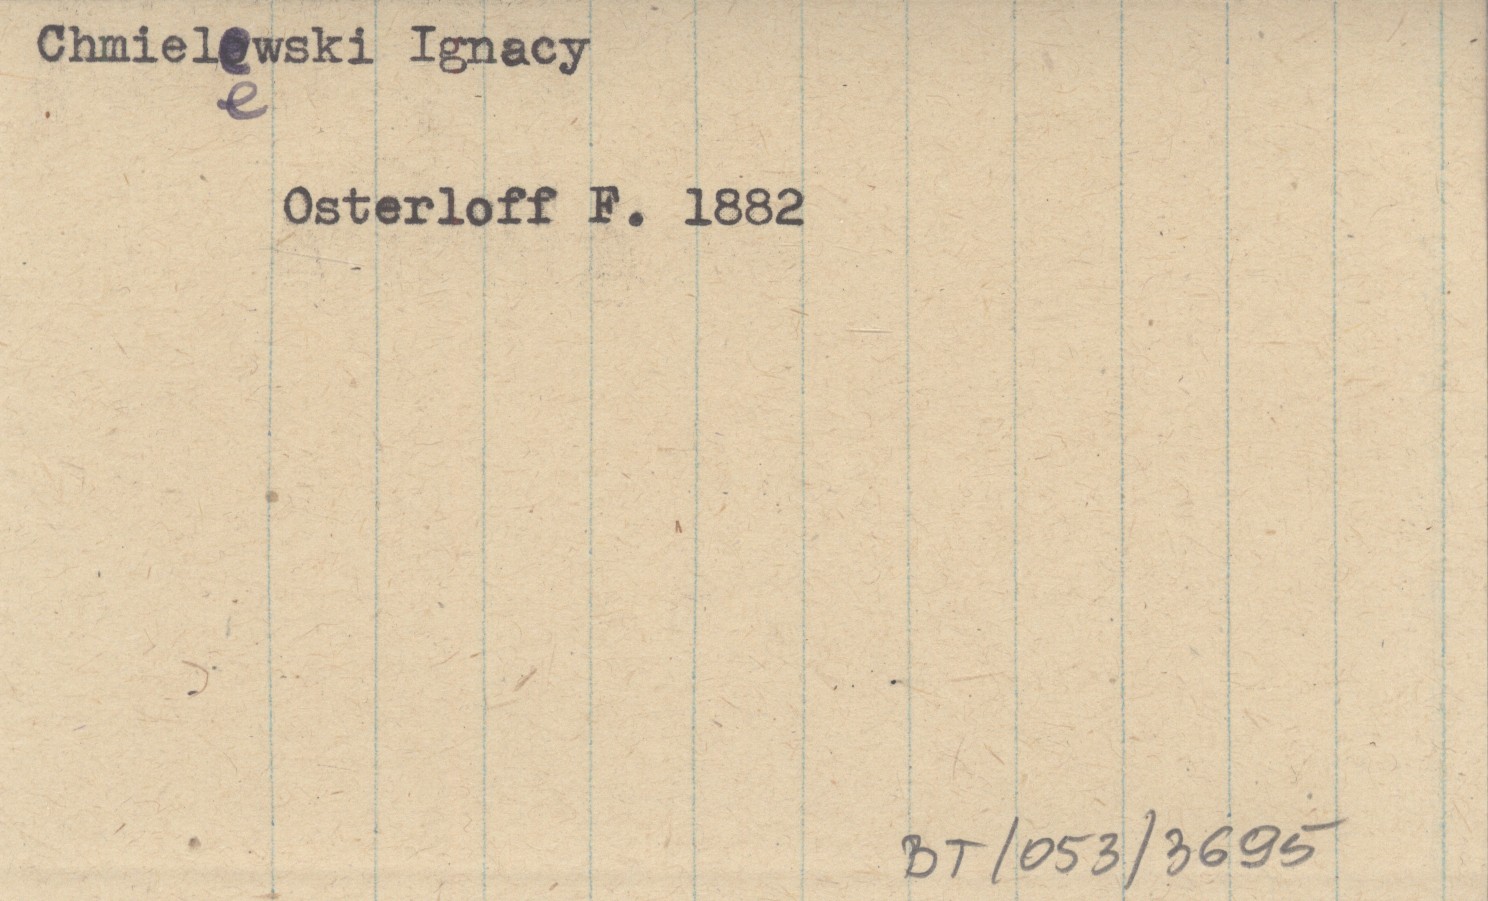 Chmielewski Ignacy
e
Osterloff F. 1882
BT/053/3695